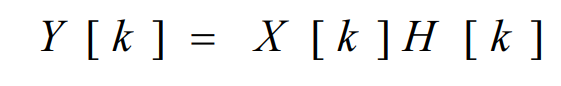 Y [ k ] = X [ k ] H [ k ]